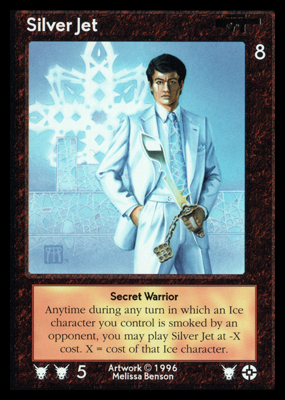 Silver Jet
8
Secret Warrior
Anytime during any turn in which an Ice
character you control is smoked by an
opponent, you may play Silver Jet at -X
cost. X = cost of that Ice character.
5
Artwork © 1996
Melissa Benson